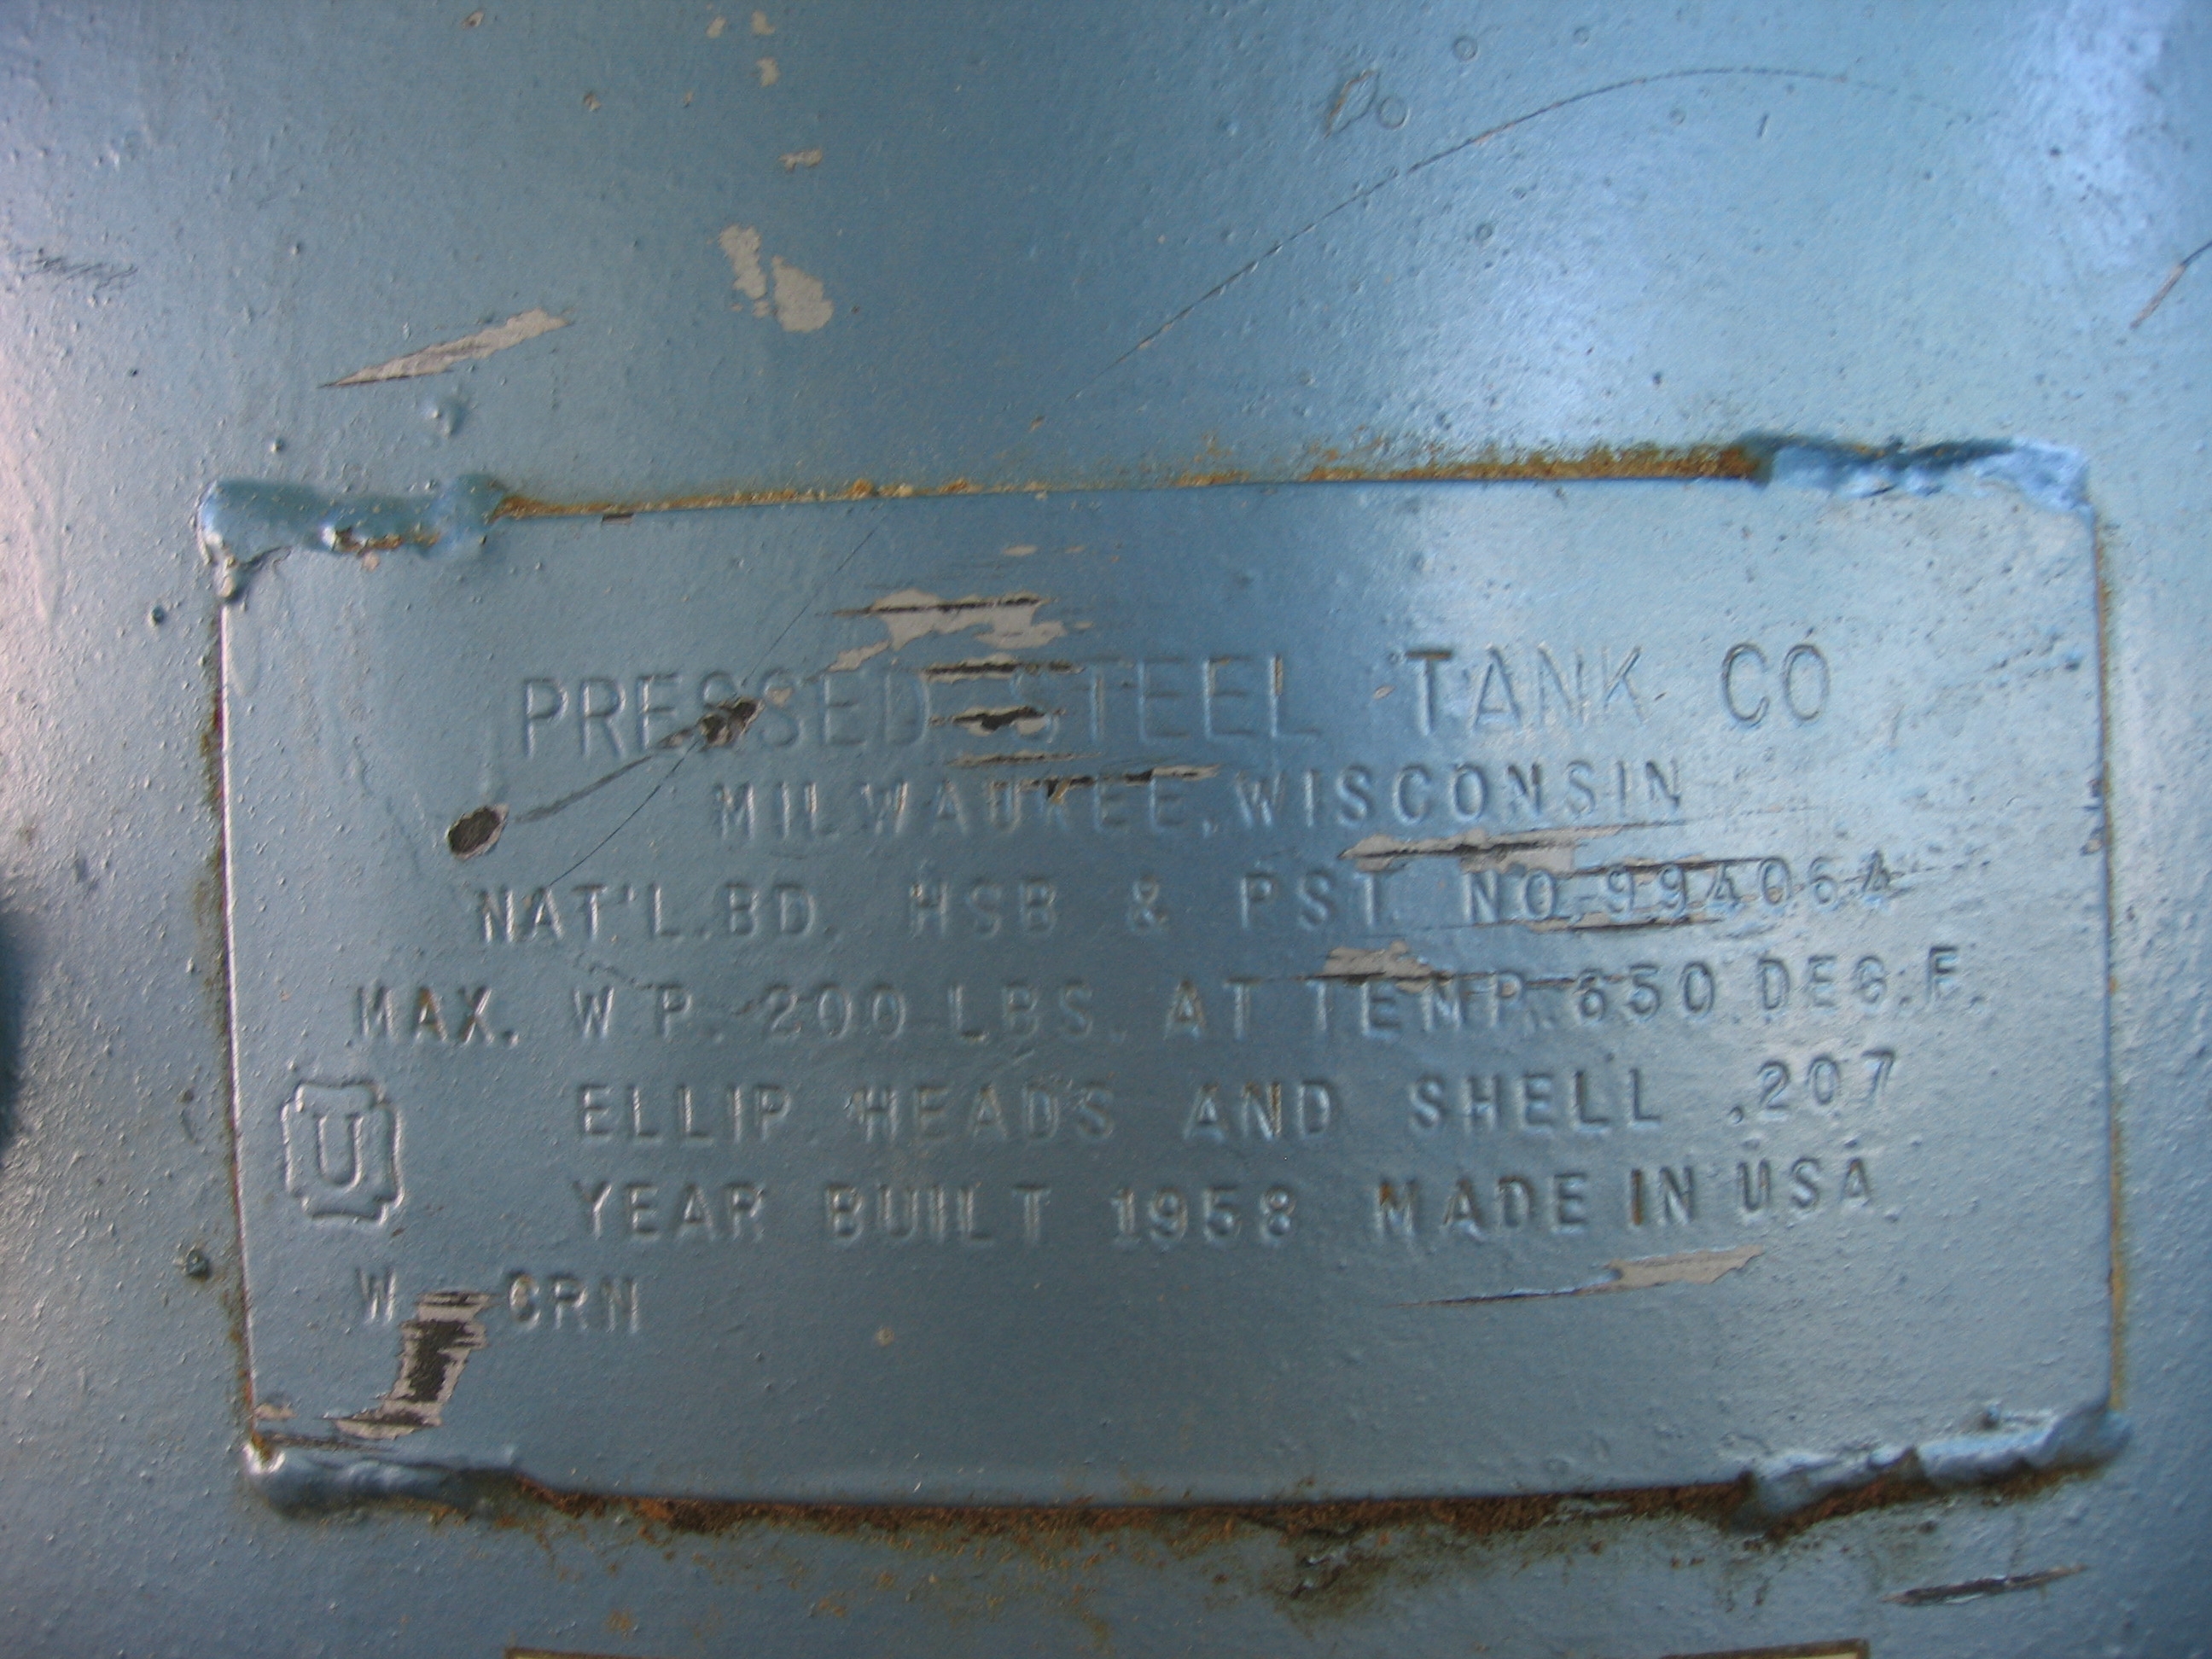 PRESSED STEEL TANK CO
MILWAUKEE, WISCONSIN
NAT'L. BD. HSB & PST. NO. 994064
MAX. W.P. 200 LBS. AT TEMP. 650 DEG. F.
ELLIP. HEADS AND SHELL .207
U
YEAR BUILT 1958 MADE IN USA
W CRN